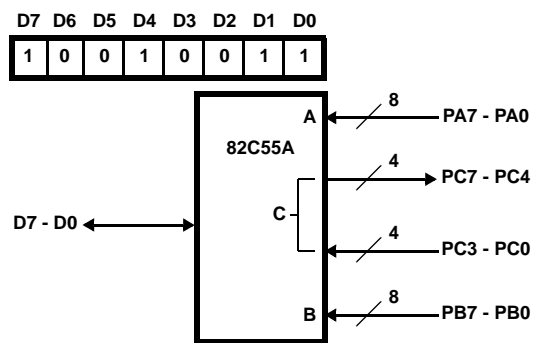 D7 D6 D5 D4 D3 D2 D1 D0
1 0 0 1 0 0 1 1
8
A PA7 - PA0
82C55A
4
PC7 - PC4
C
D7 - D0
4
PC3 - PC0
8
B PB7 - PB0